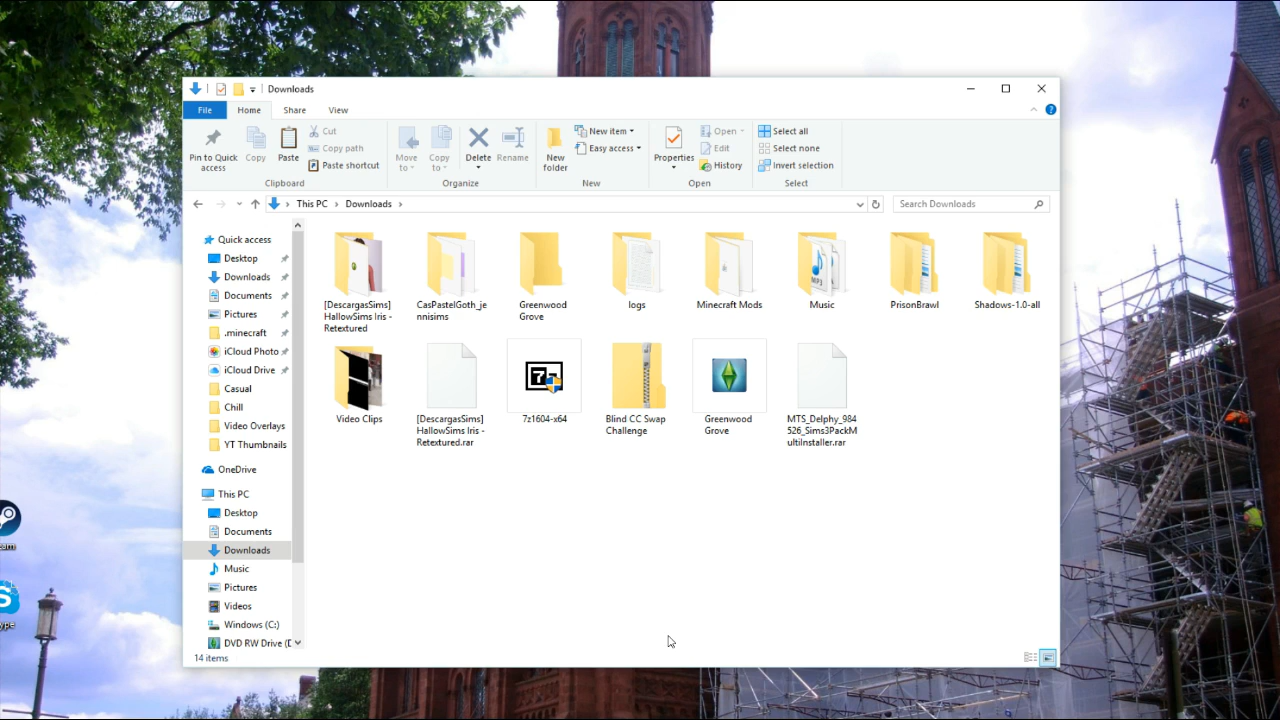 Downloads
File
Home
Share
View
Pin to Quick
access
Copy
Paste
Cut
Copy path
Paste shortcut
Clipboard
Move
to
Copy
to
Delete
Rename
Organize
New
folder
New item
Easy access
New
Properties
Open
Edit
History
Open
Select all
Select none
Invert selection
Select
This PC
Downloads
Search Downloads
Quick access
Desktop
Downloads
Documents
Pictures
.minecraft
iCloud Photo
iCloud Drive
Casual
Chill
Video Overlays
YT Thumbnails
OneDrive
This PC
Desktop
Documents
Downloads
Music
Pictures
Videos
Windows (C:)
DVD RW Drive (D
[DescargasSims]
HallowSims Iris -
Retextured
CasPastelGoth_je
nnisims
Greenwood
Grove
logs
Minecraft Mods
MP3
Music
PrisonBrawl
Shadows-1.0-all
Video Clips
[DescargasSims]
HallowSims Iris -
Retextured.rar
7z
7z1604-x64
Blind CC Swap
Challenge
Greenwood
Grove
MTS_Delphy_984
526_Sims3PackM
ultiInstaller.rar
14 items
am
ype